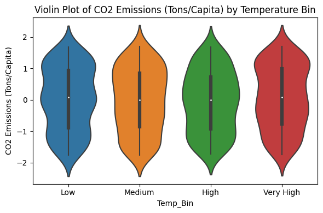 Violin Plot of CO2 Emissions (Tons/Capita) by Temperature Bin
CO2 Emissions (Tons/Capita)
2
1
0
−1
−2
Low Medium High Very High
Temp_Bin